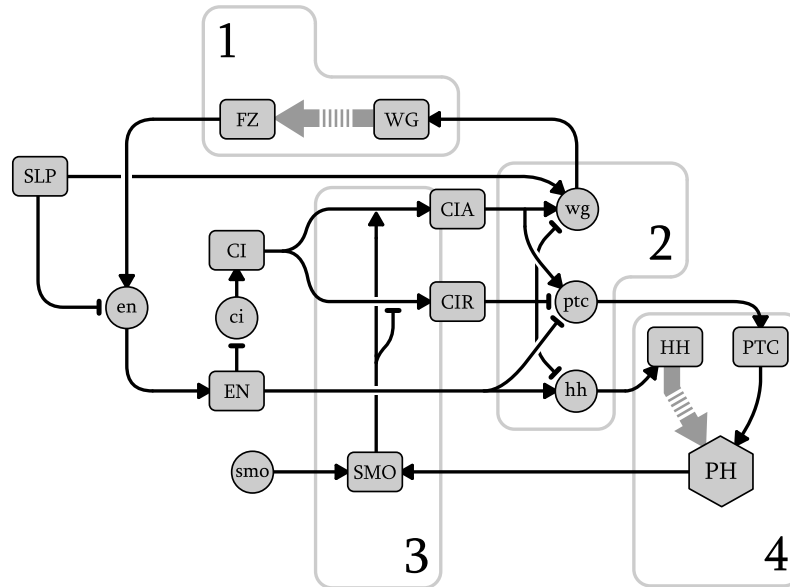 1
FZ
WG
SLP
CIA
wg
2
CI
CIR
ptc
en
ci
HH
PTC
EN
hh
smo
SMO
PH
3
4